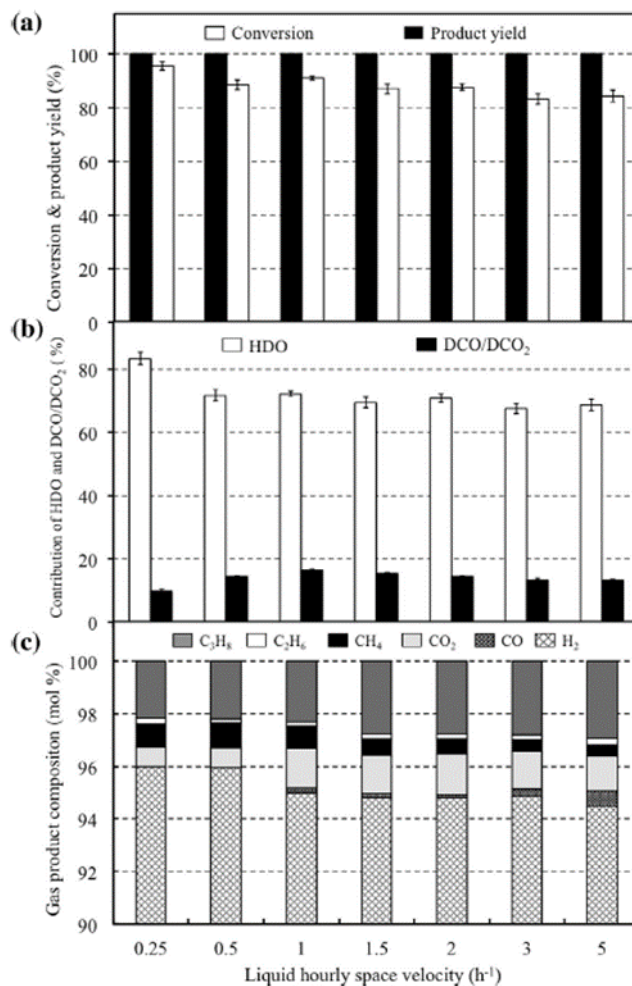 (a)
Conversion Product yield
Conversion & product yield (%)
100
80
60
40
20
0
(b)
HDO DCO/DCO₂
Contribution of HDO and DCO/DCO₂ (%)
80
60
40
20
0
(c)
C₃H₈ C₂H₆ CH₄ CO₂ CO H₂
Gas product compositon (mol %)
100
98
96
94
92
90
0.25 0.5 1 1.5 2 3 5
Liquid hourly space velocity (h⁻¹)